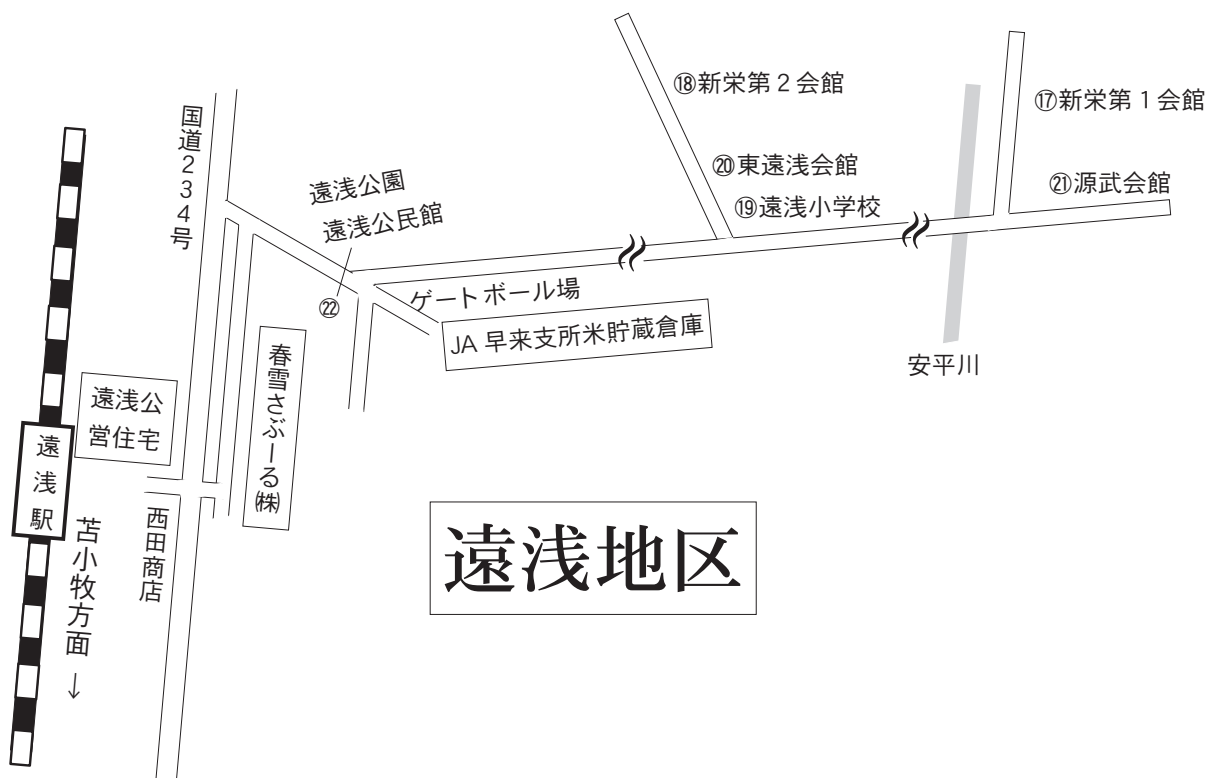 ⑱新栄第２会館
⑰新栄第１会館
国道２３４号
⑳東遠浅会館
⑲遠浅小学校
㉑源武会館
遠浅公園
遠浅公民館
㉒
ゲートボール場
JA 早来支所米貯蔵倉庫
安平川
春雪さぶーる㈱
遠浅公
営住宅
遠浅駅
苫小牧方面→
西田商店
遠浅地区